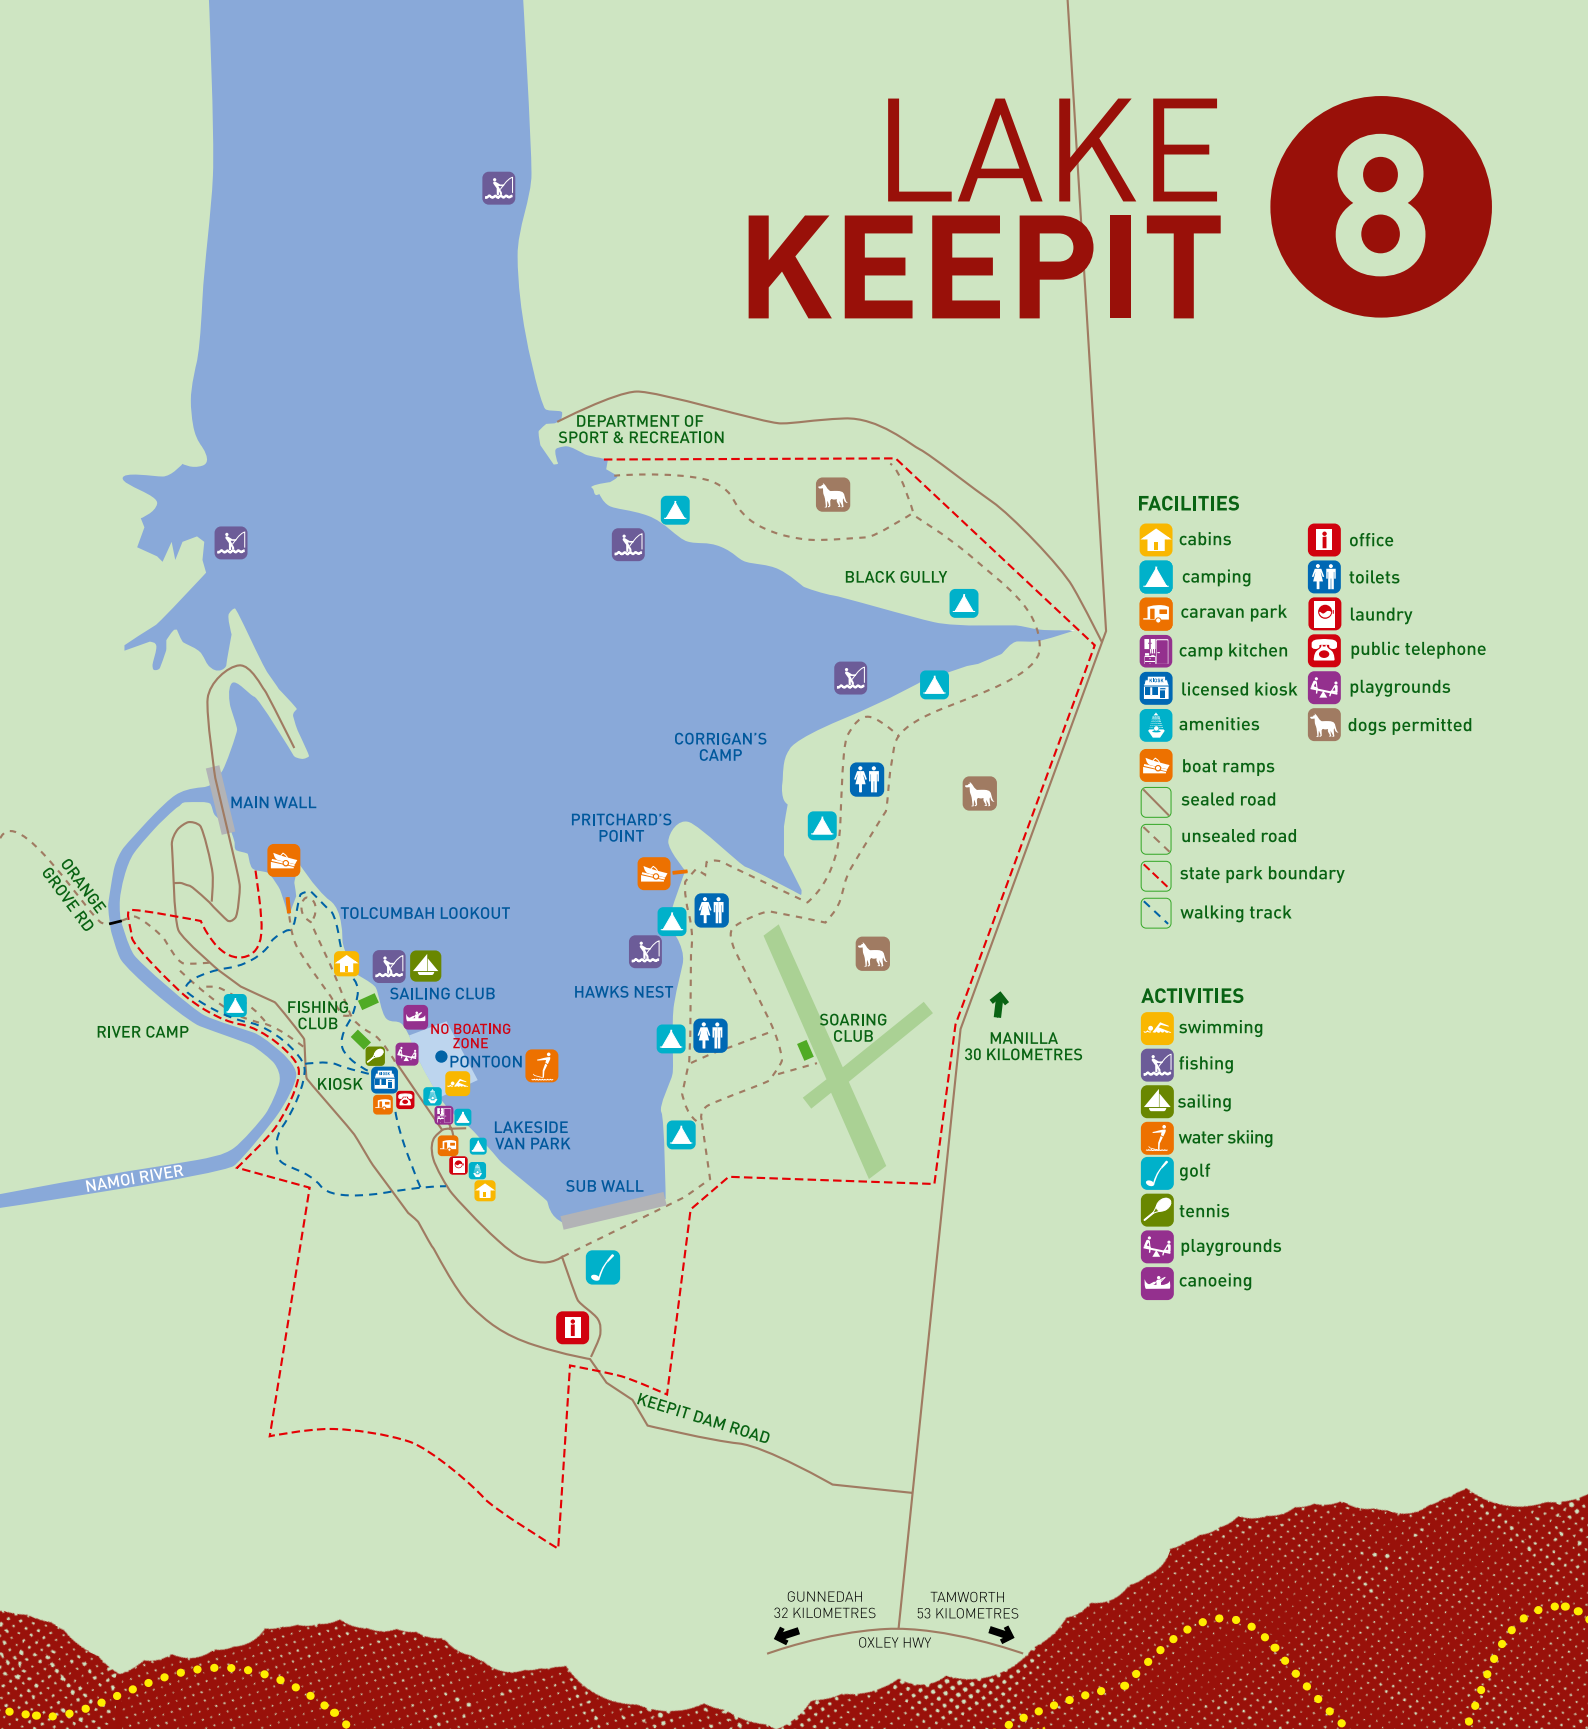 LAKE
KEEPIT
8
DEPARTMENT OF
SPORT & RECREATION
BLACK GULLY
CORRIGAN'S
CAMP
PRITCHARD'S
POINT
MAIN WALL
ORANGE
GROVE RD
TOLCUMBAH LOOKOUT
SAILING CLUB
FISHING
CLUB
HAWKS NEST
RIVER CAMP
NO BOATING
ZONE
PONTOON
KIOSK
KIOSK
SOARING
CLUB
MANILLA
30 KILOMETRES
LAKESIDE
VAN PARK
NAMOI RIVER
SUB WALL
i
KEEPIT DAM ROAD
GUNNEDAH
32 KILOMETRES
TAMWORTH
53 KILOMETRES
OXLEY HWY
FACILITIES
cabins
camping
caravan park
camp kitchen
KIOSK
licensed kiosk
amenities
boat ramps
sealed road
unsealed road
state park boundary
walking track
i
office
toilets
laundry
public telephone
playgrounds
dogs permitted
ACTIVITIES
swimming
fishing
sailing
water skiing
golf
tennis
playgrounds
canoeing